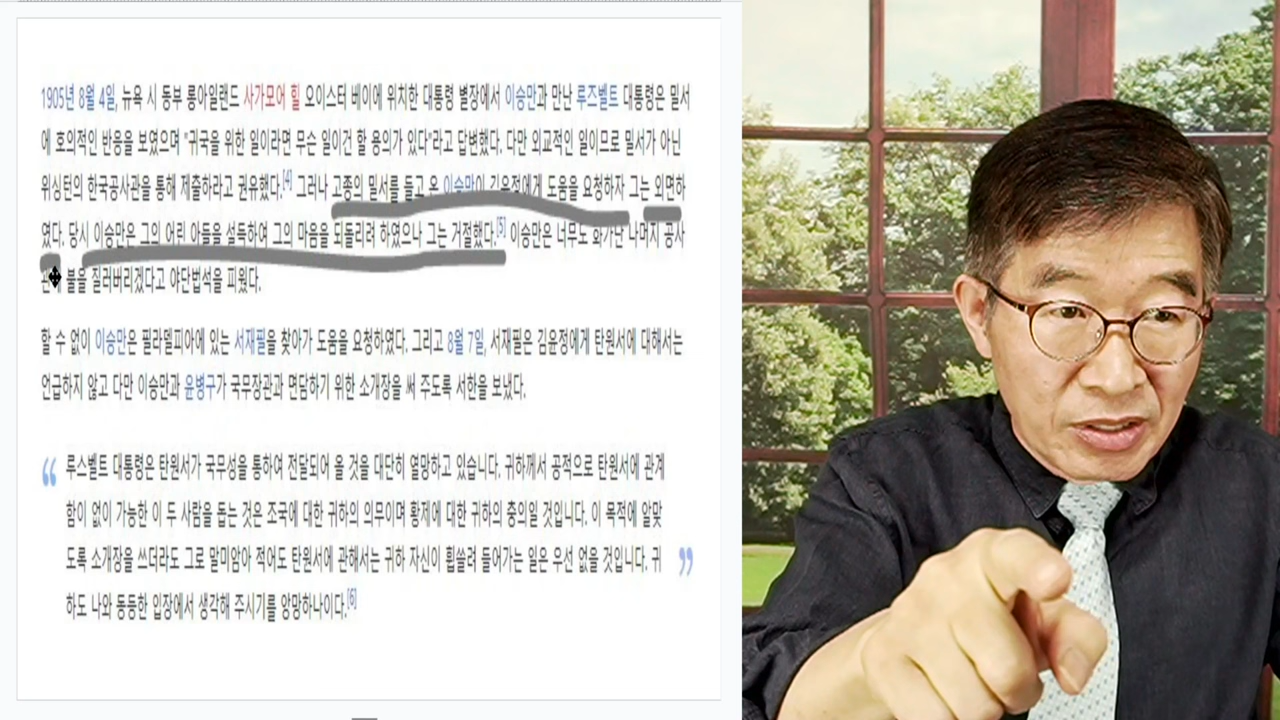 1905년 8월 4일, 뉴욕 시 동부 롱아일랜드 사가모어 힐 오이스터 베이에 위치한 대통령 별장에서 이승만과 만난 루즈벨트 대통령은 밀서
에 호의적인 반응을 보였으며 "귀국을 위한 일이라면 무슨 일이건 할 용의가 있다"라고 답변했다. 다만 외교적인 일이므로 밀서가 아닌
위싱턴의 한국공사관을 통해 제출하라고 권유했다.[4] 그러나 고종의 밀서를 들고 온 이승만이 김윤정에게 도움을 요청하자 그는 외면하
였다. 당시 이승만은 그의 어린 아들을 설득하여 그의 마음을 되돌리려 하였으나 그는 거절했다.[5] 이승만은 너무도 화가난 나머지 공사
관에 불을 질러버리겠다고 야단법석을 피웠다.
할 수 없이 이승만은 필라델피아에 있는 서재필을 찾아가 도움을 요청하였다. 그리고 8월 7일, 서재필은 김윤정에게 탄원서에 대해서는
언급하지 않고 다만 이승만과 윤병구가 국무장관과 면담하기 위한 소개장을 써 주도록 서한을 보냈다.
“ 루스벨트 대통령은 탄원서가 국무성을 통하여 전달되어 올 것을 대단히 열망하고 있습니다. 귀하께서 공적으로 탄원서에 관계
함이 없이 가능한 이 두 사람을 돕는 것은 조국에 대한 귀하의 의무이며 황제에 대한 귀하의 충의일 것입니다. 이 목적에 알맞
도록 소개장을 쓰더라도 그로 말미암아 적어도 탄원서에 관해서는 귀하 자신이 휩쓸려 들어가는 일은 우선 없을 것입니다. 귀 ”
하도 나와 동등한 입장에서 생각해 주시기를 앙망하나이다.[6]